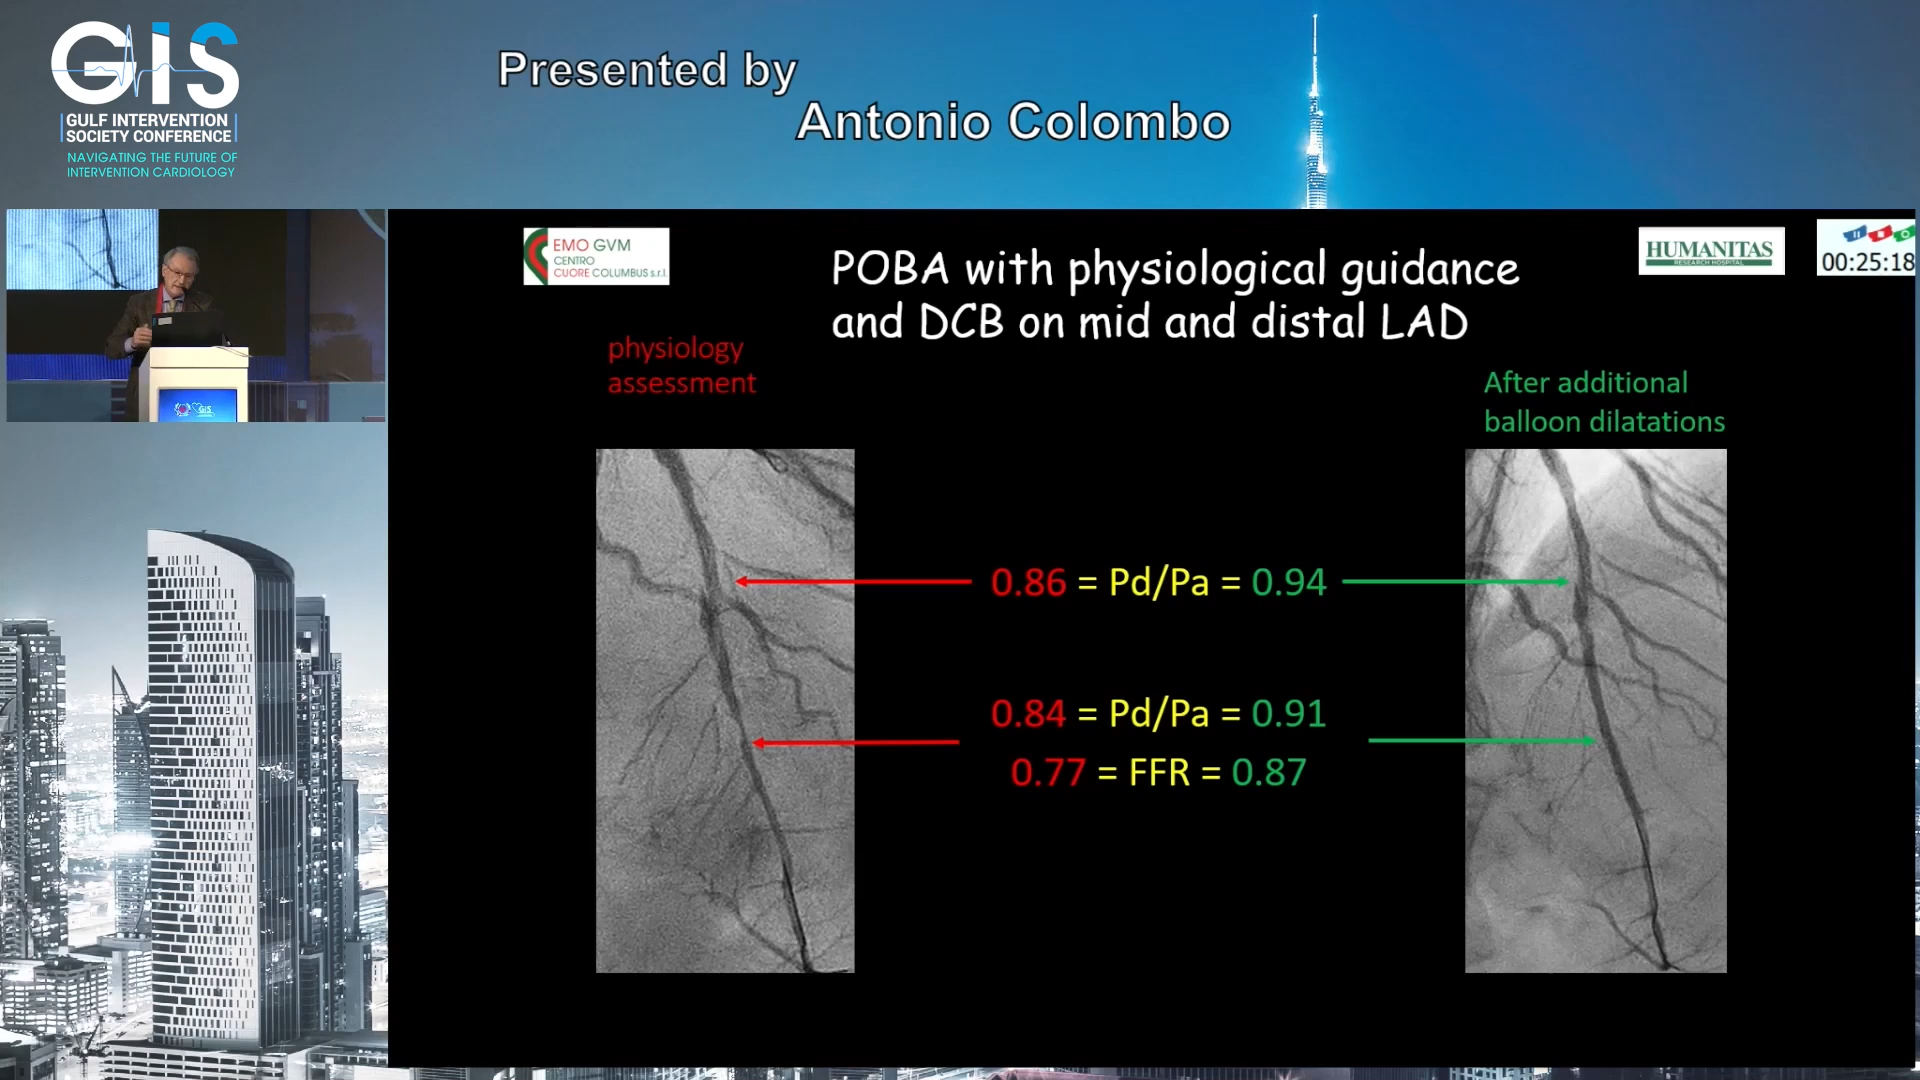 GIS
GULF INTERVENTION
SOCIETY CONFERENCE
NAVIGATING THE FUTURE OF
INTERVENTION CARDIOLOGY
Presented by
Antonio Colombo
EMO GVM
CENTRO
CUORE COLUMBUS s.r.l.
POBA with physiological guidance
and DCB on mid and distal LAD
HUMANITAS
RESEARCH HOSPITAL
00:25:18
physiology
assessment
After additional
balloon dilatations
0.86 = Pd/Pa = 0.94
0.84 = Pd/Pa = 0.91
0.77 = FFR = 0.87
GIS